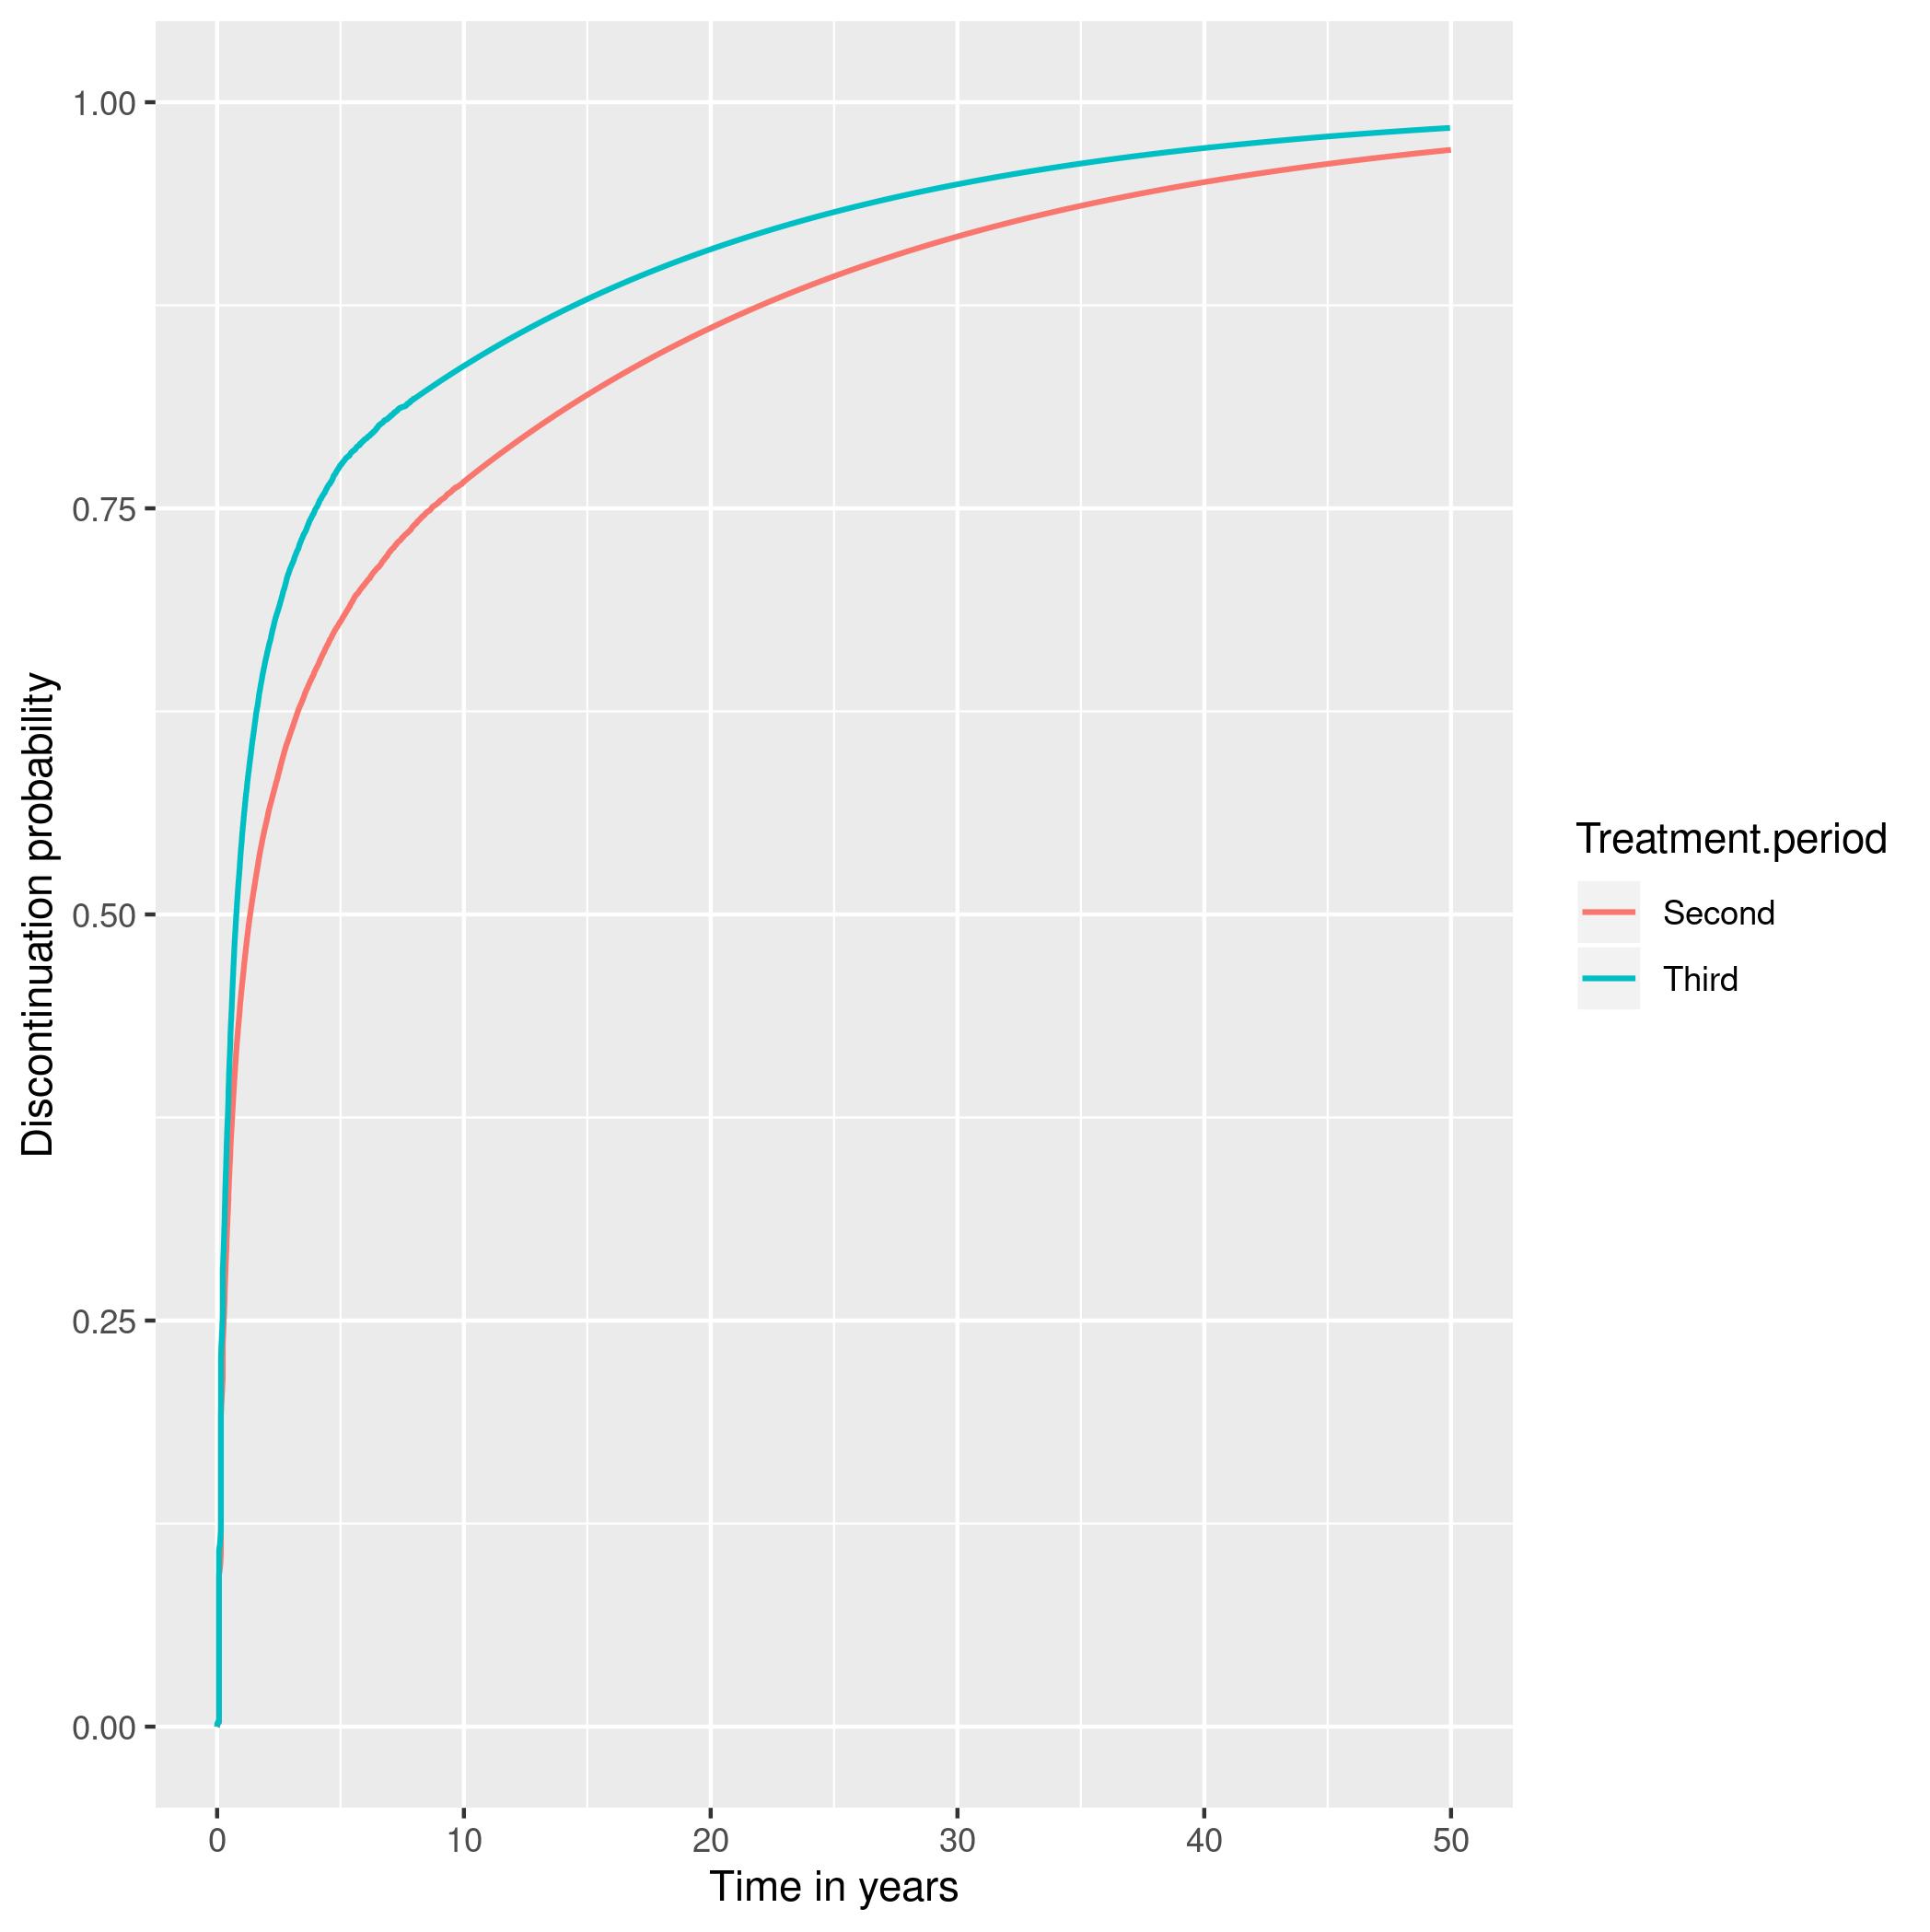 1.00
0.75
0.50
0.25
0.00
Discontinuation probability
0 10 20 30 40 50
Time in years
Treatment.period
Second
Third